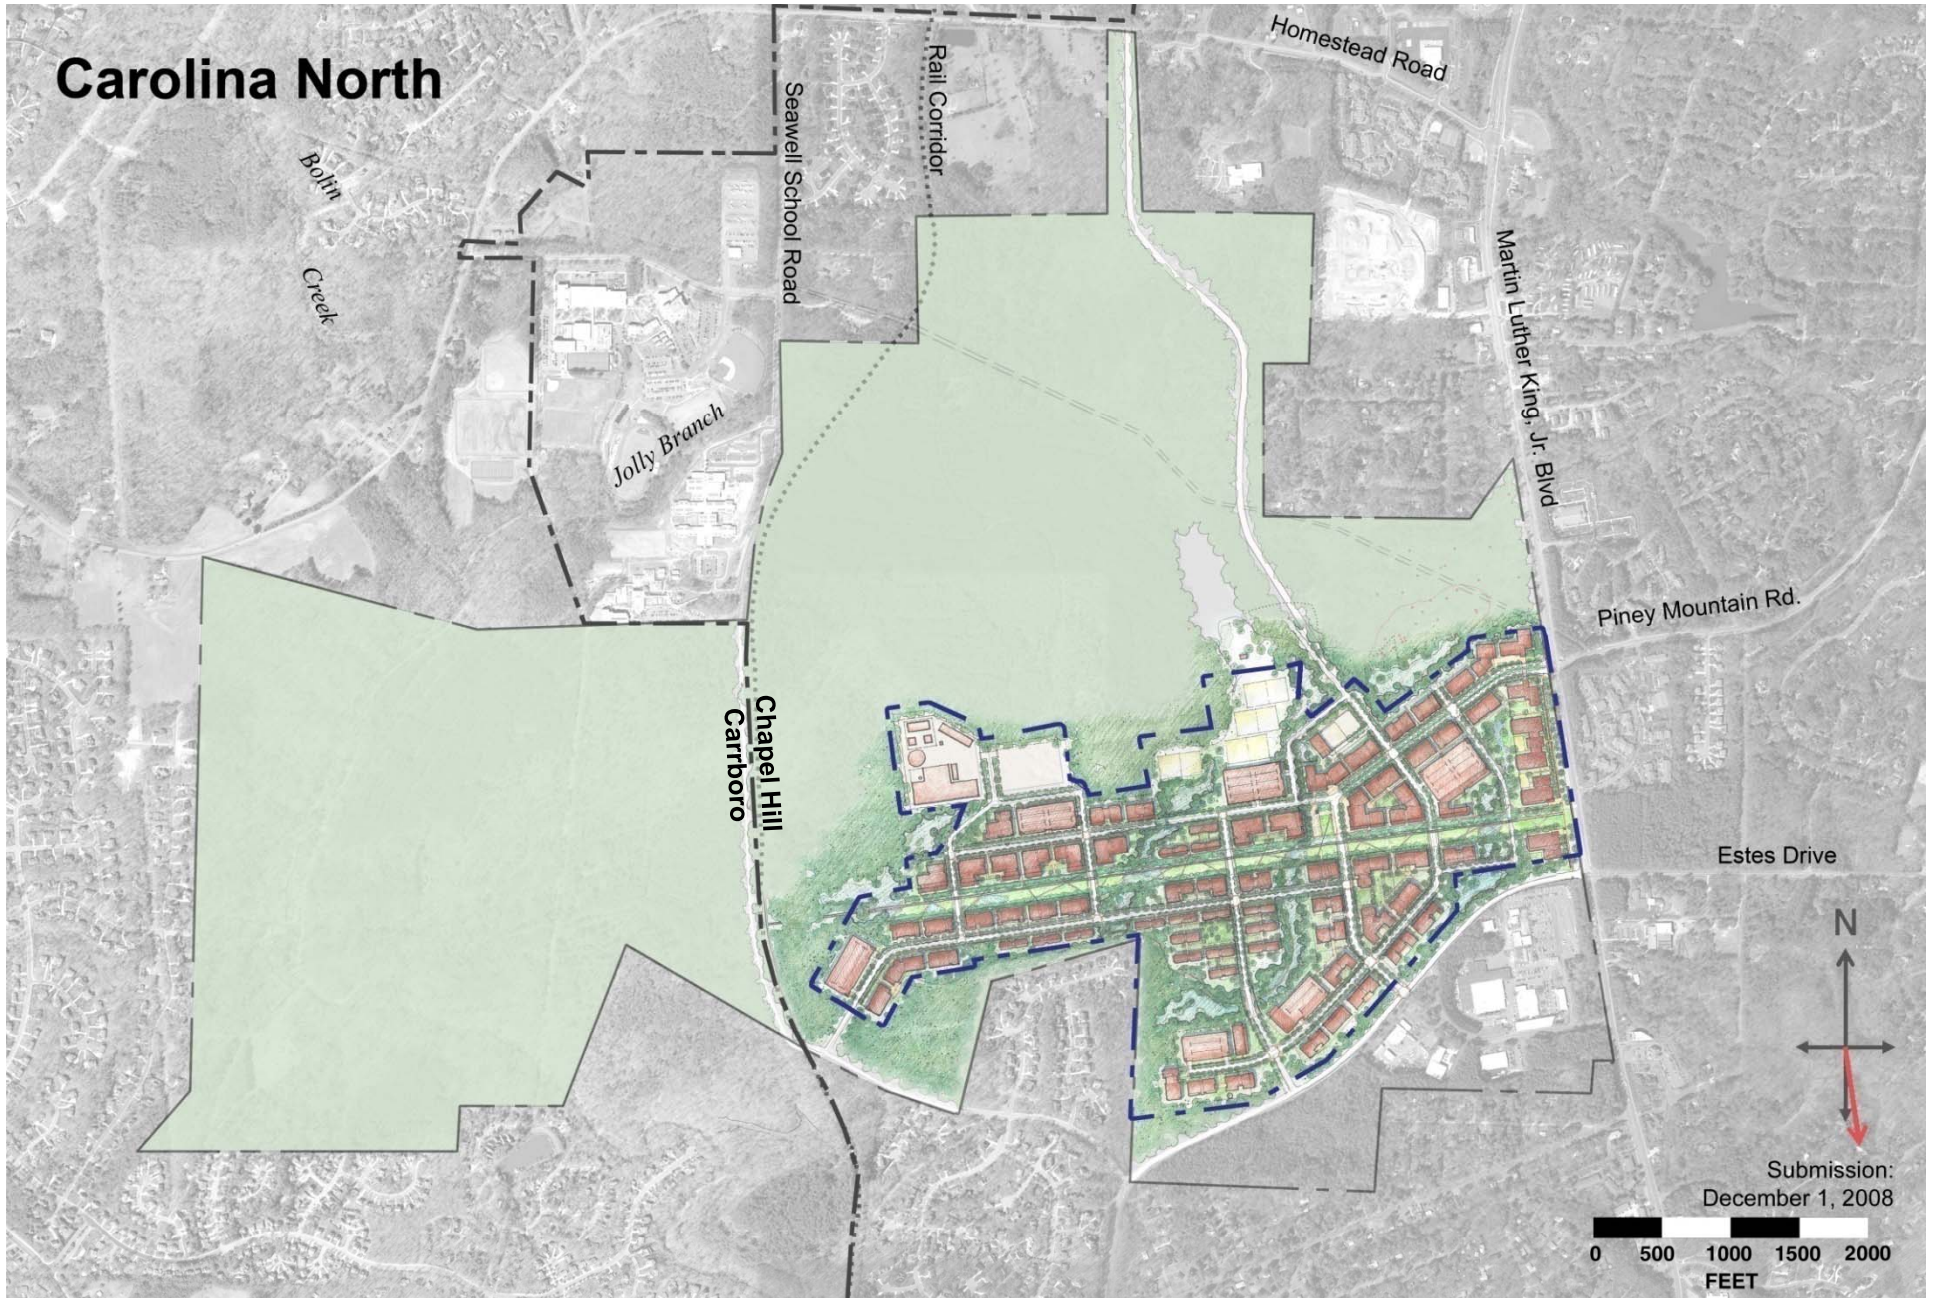 Carolina North
Homestead Road
Rail Corridor
Seawell School Road
Bolin
Creek
Martin Luther King, Jr. Blvd
Jolly Branch
Piney Mountain Rd.
Chapel Hill
Carrboro
Estes Drive
N
Submission:
December 1, 2008
0 500 1000 1500 2000
FEET